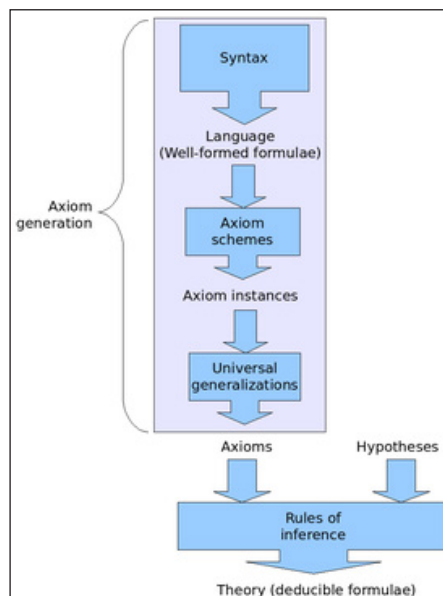 Syntax
Language
(Well-formed formulae)
Axiom
generation
Axiom
schemes
Axiom instances
Universal
generalizations
Axioms
Hypotheses
Rules of
inference
Theory (deducible formulae)